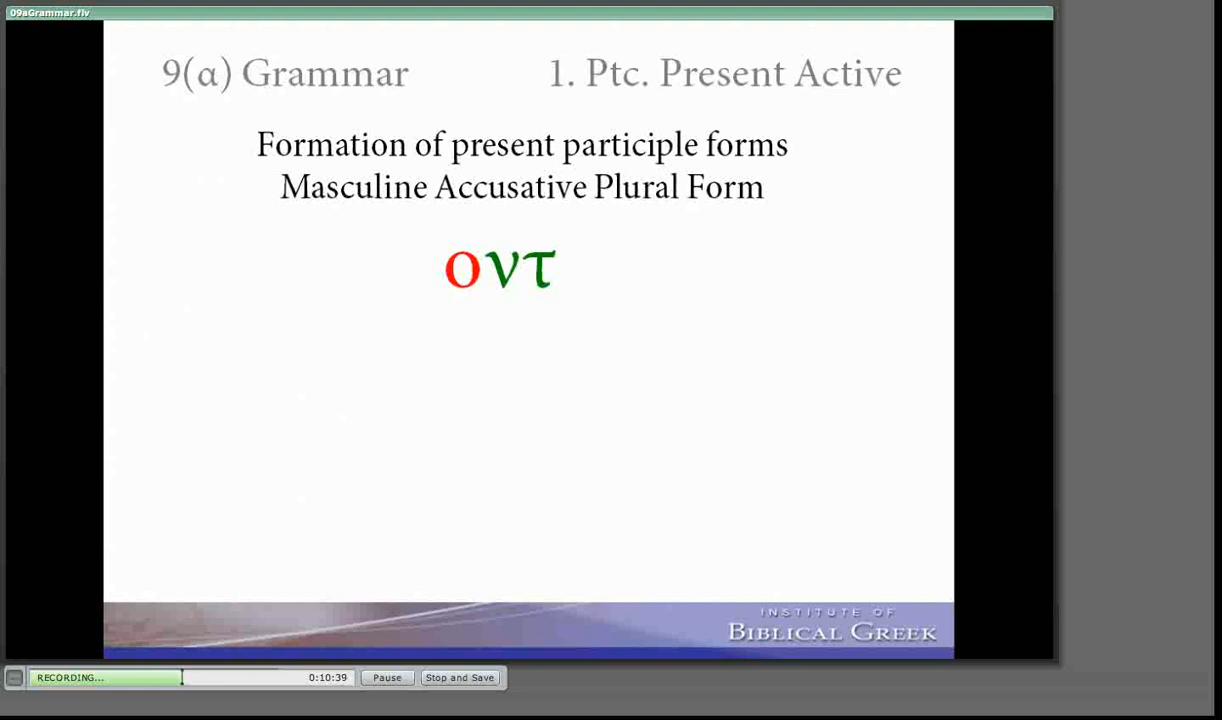 09aGrammar.flv
9(α) Grammar 1. Ptc. Present Active
Formation of present participle forms
Masculine Accusative Plural Form
οντ
INSTITUTE OF
BIBLICAL GREEK
RECORDING... 0:10:39 Pause Stop and Save